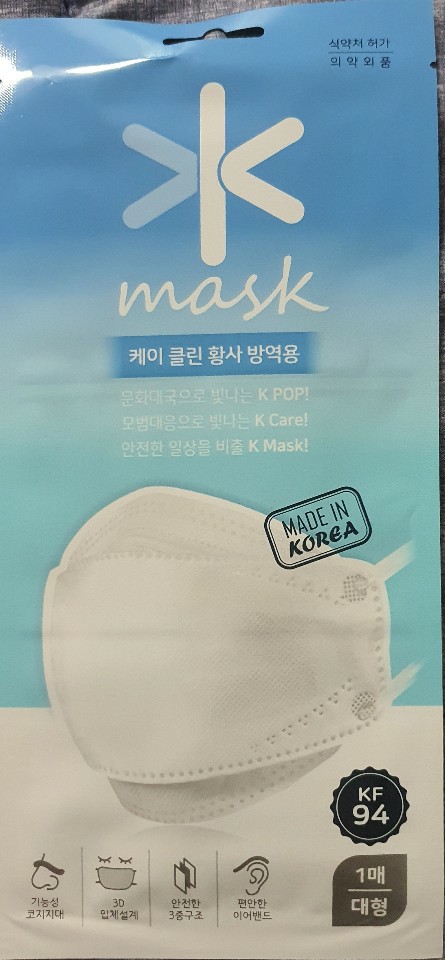 식약처 허가
의약외품
K
mask
케이 클린 황사 방역용
문화대국으로 빛나는 K POP!
모범대응으로 빛나는 K Care!
안전한 일상을 비출 K Mask!
MADE IN
KOREA
KF
94
기능성
코지지대
3D
입체설계
안전한
3중구조
편안한
이어밴드
1매
대형